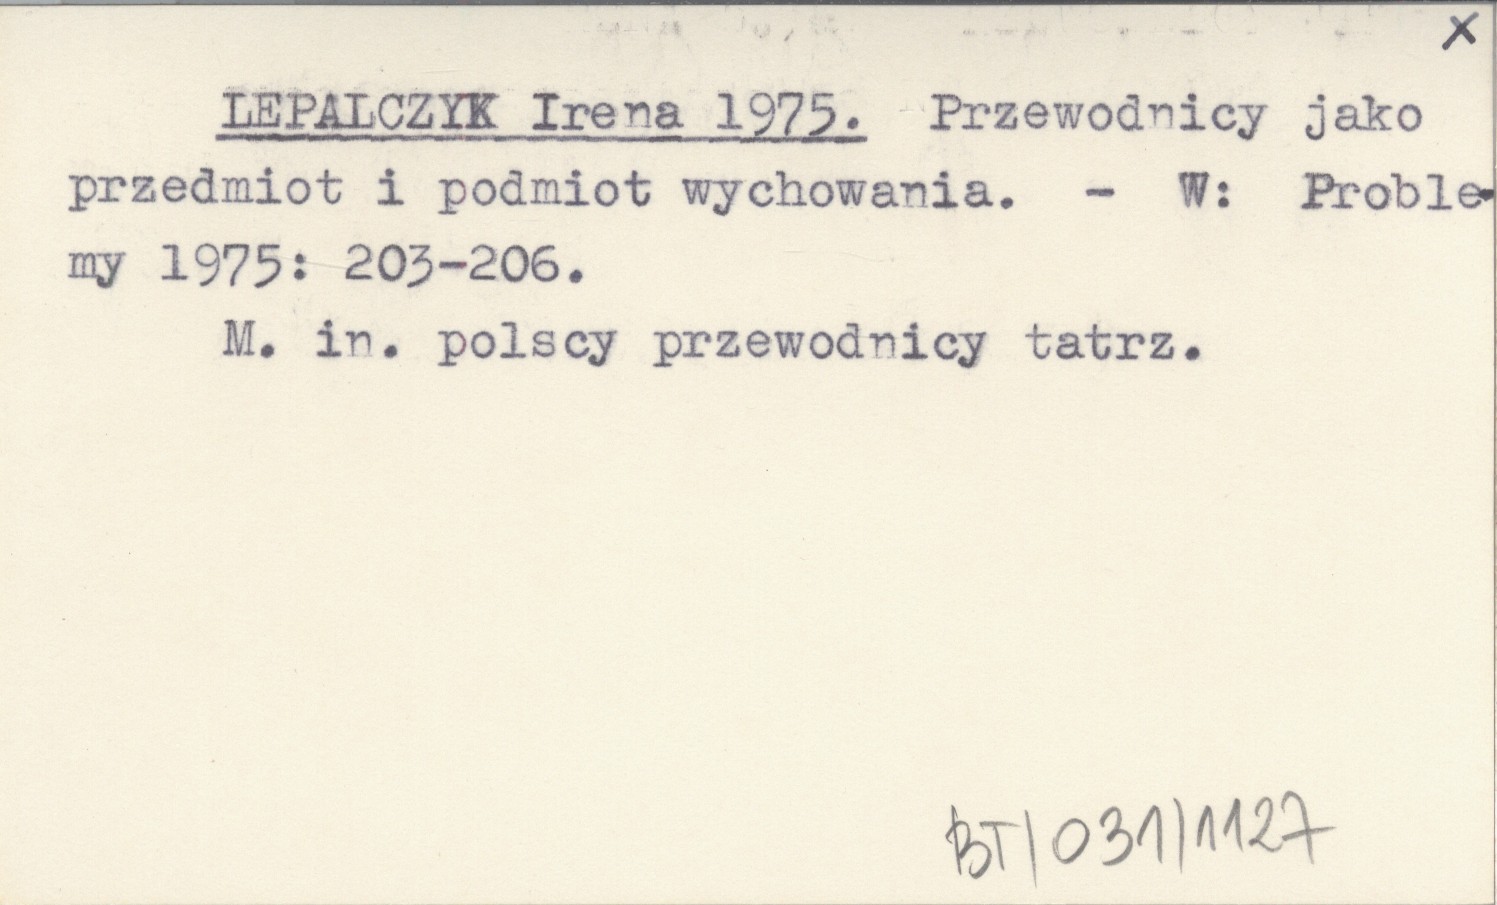 X
LEPALCZYK Irena 1975. Przewodnicy jako
przedmiot i podmiot wychowania. - W: Proble-
my 1975: 203-206.
M. in. polscy przewodnicy tatrz.
BT/031/1127